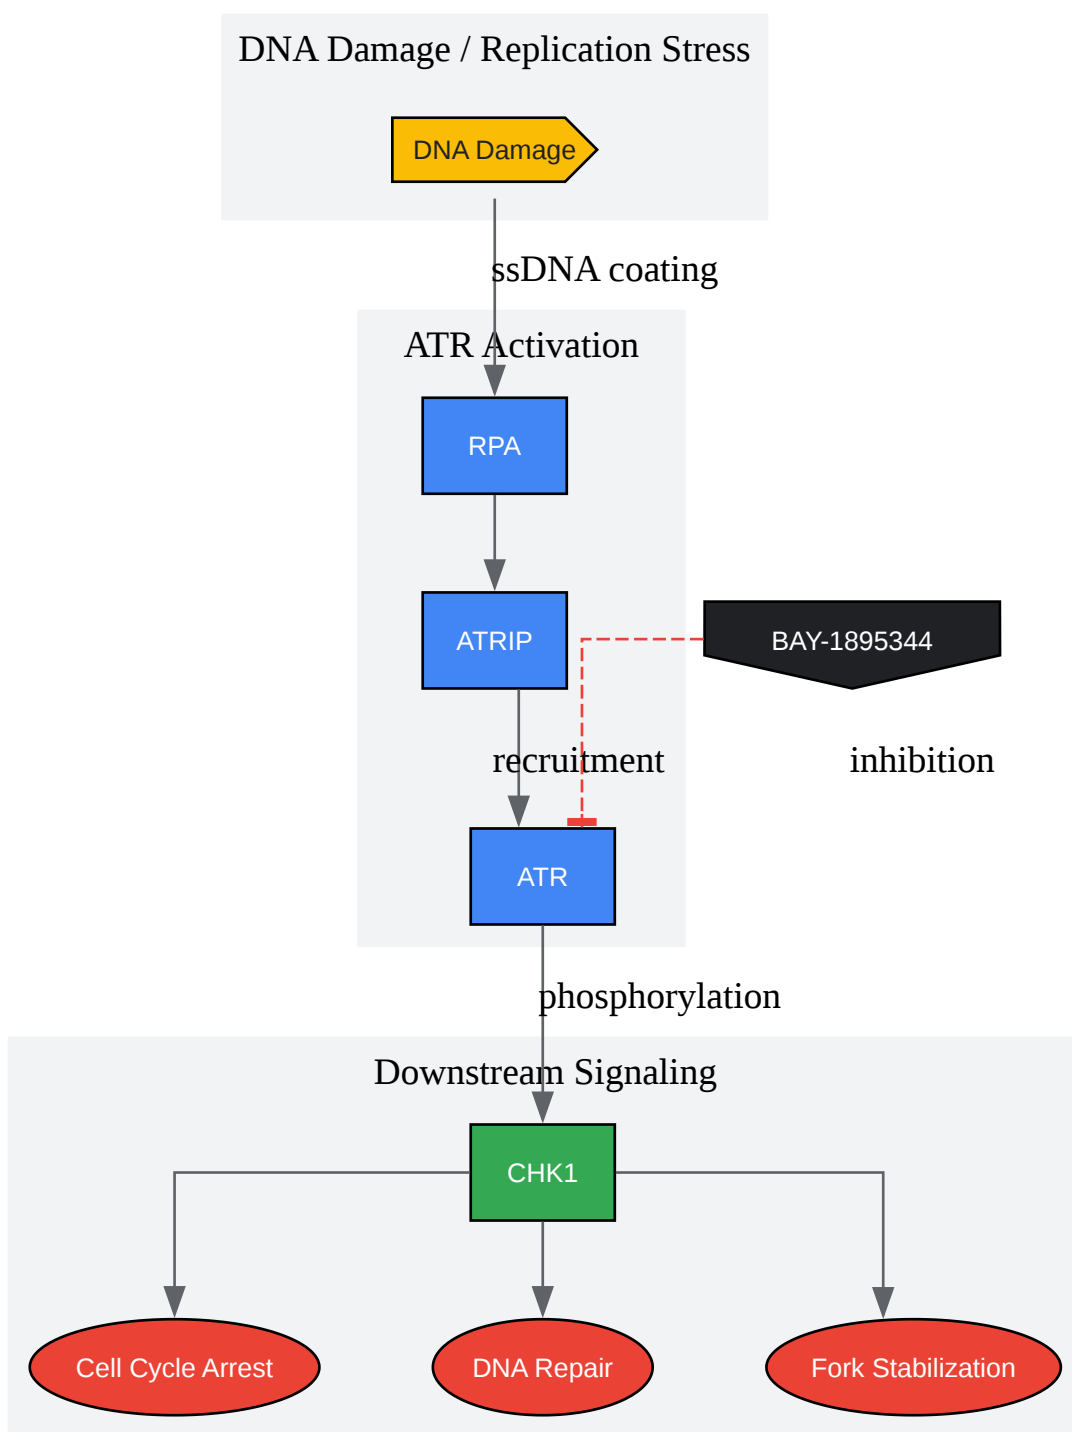 DNA Damage / Replication Stress
DNA Damage
ssDNA coating
ATR Activation
RPA
ATRIP
BAY-1895344
recruitment
inhibition
ATR
phosphorylation
Downstream Signaling
CHK1
Cell Cycle Arrest
DNA Repair
Fork Stabilization